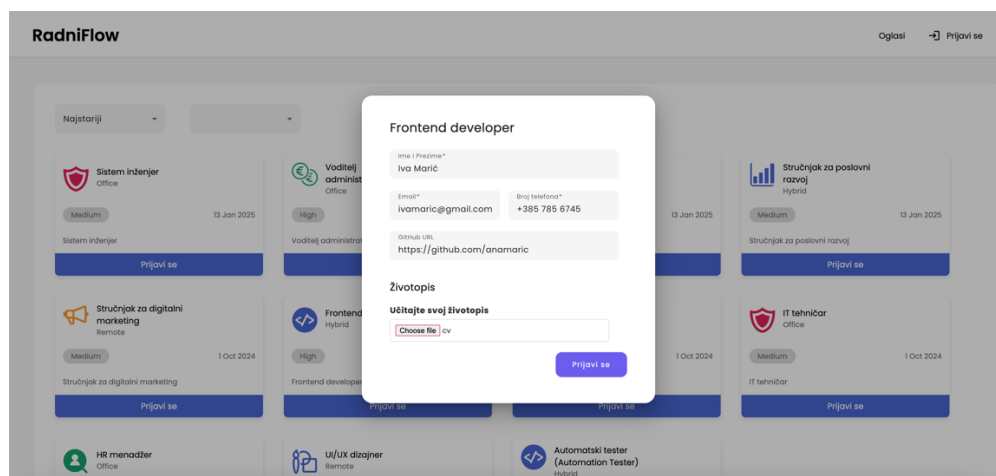 RadniFlow
Oglasi
Prijavi se
Najstariji
Frontend developer
Ime i Prezime*
Iva Marić
Email*
ivamaric@gmail.com
Broj telefona*
+385 785 6745
GitHub URL
https://github.com/anamaric
Životopis
Učitajte svoj životopis
Choose file cv
Prijavi se
Sistem inženjer
Office
Medium
13 Jan 2025
Sistem inženjer
Prijavi se
Voditelj
administ
Office
High
Voditelj administrat
13 Jan 2025
Stručnjak za poslovni
razvoj
Hybrid
Medium
13 Jan 2025
Stručnjak za poslovni razvoj
Prijavi se
Stručnjak za digitalni
marketing
Remote
Medium
1 Oct 2024
Stručnjak za digitalni marketing
Prijavi se
Frontend
Hybrid
High
Frontend developer
Prijavi se
1 Oct 2024
Prijavi se
IT tehničar
Office
Medium
1 Oct 2024
IT tehničar
Prijavi se
HR menadžer
Office
UI/UX dizajner
Remote
Automatski tester
(Automation Tester)
Hybrid